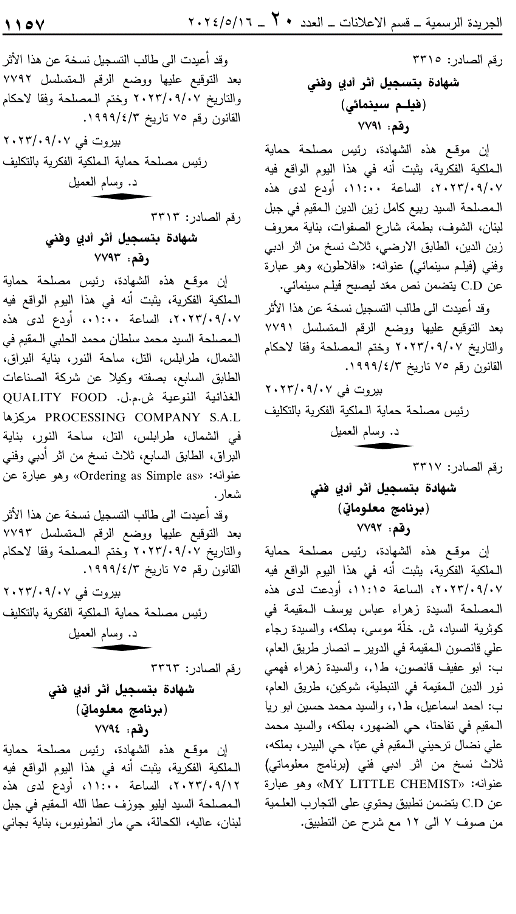 الجريدة الرسمية ــ قسم الاعلانات ــ العدد ٢٠ ــ ٢٠٢٤/٥/١٦
١١٥٧
رقم الصادر: ٣٣١٥
شهادة بتسجيل أثر أدبي وفني
(فيلم سينمائي)
رقم: ٧٧٩١
إن موقع هذه الشهادة، رئيس مصلحة حماية
الملكية الفكرية، يثبت أنه في هذا اليوم الواقع فيه
٢٠٢٣/٠٩/٠٧، الساعة ١١:٠٠، أودع لدى هذه
المصلحة السيد ربيع كامل زين الدين المقيم في جبل
لبنان، الشوف، بطمة، شارع الصفوات، بناية معروف
زين الدين، الطابق الارضي، ثلاث نسخ من اثر ادبي
وفني (فيلم سينمائي) عنوانه: «افلاطون» وهو عبارة
عن C.D يتضمن نص معّد ليصبح فيلم سينمائي.
وقد أعيدت الى طالب التسجيل نسخة عن هذا الأثر
بعد التوقيع عليها ووضع الرقم المتسلسل ٧٧٩١
والتاريخ ٢٠٢٣/٠٩/٠٧ وختم المصلحة وفقا لاحكام
القانون رقم ٧٥ تاريخ ١٩٩٩/٤/٣.
بيروت في ٢٠٢٣/٠٩/٠٧
رئيس مصلحة حماية الملكية الفكرية بالتكليف
د. وسام العميل
رقم الصادر: ٣٣١٧
شهادة بتسجيل أثر أدبي فني
(برنامج معلوماتي)
رقم: ٧٧٩٢
إن موقع هذه الشهادة، رئيس مصلحة حماية
الملكية الفكرية، يثبت أنه في هذا اليوم الواقع فيه
٢٠٢٣/٠٩/٠٧، الساعة ١١:١٥، أودعت لدى هذه
المصلحة السيدة زهراء عباس يوسف المقيمة في
كوثرية السياد، ش. خلّة موسى، بملكه، والسيدة رجاء
علي قانصون المقيمة في الدوير ــ انصار طريق العام،
ب: أبو عفيف قانصون، ط١، والسيدة زهراء فهمي
نور الدين المقيمة في النبطية، شوكين، طريق العام،
ب: احمد اسماعيل، ط١، والسيد محمد حسين أبو ريا
المقيم في تفاحتا، حي الضهور، بملكه، والسيد محمد
علي نضال ترحيني المقيم في عبّا، حي البيدر، بملكه،
ثلاث نسخ من اثر ادبي فني (برنامج معلوماتي)
عنوانه: «MY LITTLE CHEMIST» وهو عبارة
عن C.D يتضمن تطبيق يحتوي على التجارب العلمية
من صوف ٧ الى ١٢ مع شرح عن التطبيق.
وقد أعيدت الى طالب التسجيل نسخة عن هذا الأثر
بعد التوقيع عليها ووضع الرقم المتسلسل ٧٧٩٢
والتاريخ ٢٠٢٣/٠٩/٠٧ وختم المصلحة وفقا لاحكام
القانون رقم ٧٥ تاريخ ١٩٩٩/٤/٣.
بيروت في ٢٠٢٣/٠٩/٠٧
رئيس مصلحة حماية الملكية الفكرية بالتكليف
د. وسام العميل
رقم الصادر: ٣٣١٣
شهادة بتسجيل أثر أدبي وفني
رقم: ٧٧٩٣
إن موقع هذه الشهادة، رئيس مصلحة حماية
الملكية الفكرية، يثبت أنه في هذا اليوم الواقع فيه
٢٠٢٣/٠٩/٠٧، الساعة ٠١:٠٠، أودع لدى هذه
المصلحة السيد محمد سلطان محمد الحلبي المقيم في
الشمال، طرابلس، التل، ساحة النور، بناية البراق،
الطابق السابع، بصفته وكيلا عن شركة الصناعات
الغذائية النوعية ش.م.ل. QUALITY FOOD
PROCESSING COMPANY S.A.L مركزها
في الشمال، طرابلس، التل، ساحة النور، بناية
البراق، الطابق السابع، ثلاث نسخ من اثر أدبي وفني
عنوانه: «Ordering as Simple as» وهو عبارة عن
شعار.
وقد أعيدت الى طالب التسجيل نسخة عن هذا الأثر
بعد التوقيع عليها ووضع الرقم المتسلسل ٧٧٩٣
والتاريخ ٢٠٢٣/٠٩/٠٧ وختم المصلحة وفقا لاحكام
القانون رقم ٧٥ تاريخ ١٩٩٩/٤/٣.
بيروت في ٢٠٢٣/٠٩/٠٧
رئيس مصلحة حماية الملكية الفكرية بالتكليف
د. وسام العميل
رقم الصادر: ٣٣٦٣
شهادة بتسجيل أثر أدبي فني
(برنامج معلوماتي)
رقم: ٧٧٩٤
إن موقع هذه الشهادة، رئيس مصلحة حماية
الملكية الفكرية، يثبت أنه في هذا اليوم الواقع فيه
٢٠٢٣/٠٩/١٢، الساعة ١١:٠٠، أودع لدى هذه
المصلحة السيد ايليو جوزف عطا الله المقيم في جبل
لبنان، عاليه، الكحالة، حي مار انطونيوس، بناية بجاني